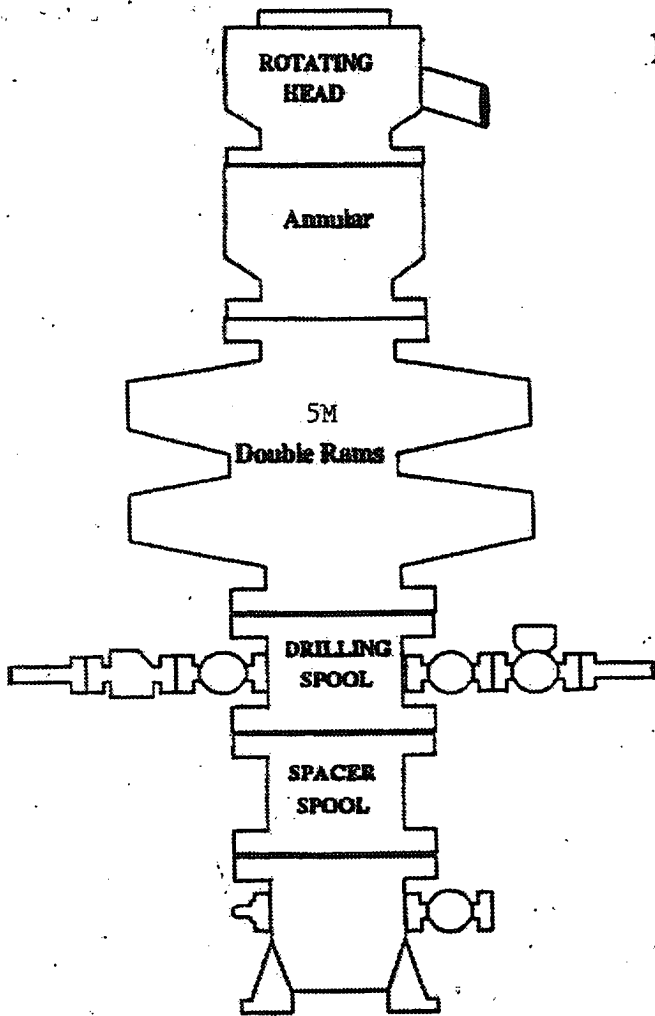 ROTATING
HEAD
Annular
5M
Double Rams
DRILLING
SPOOL
SPACER
SPOOL